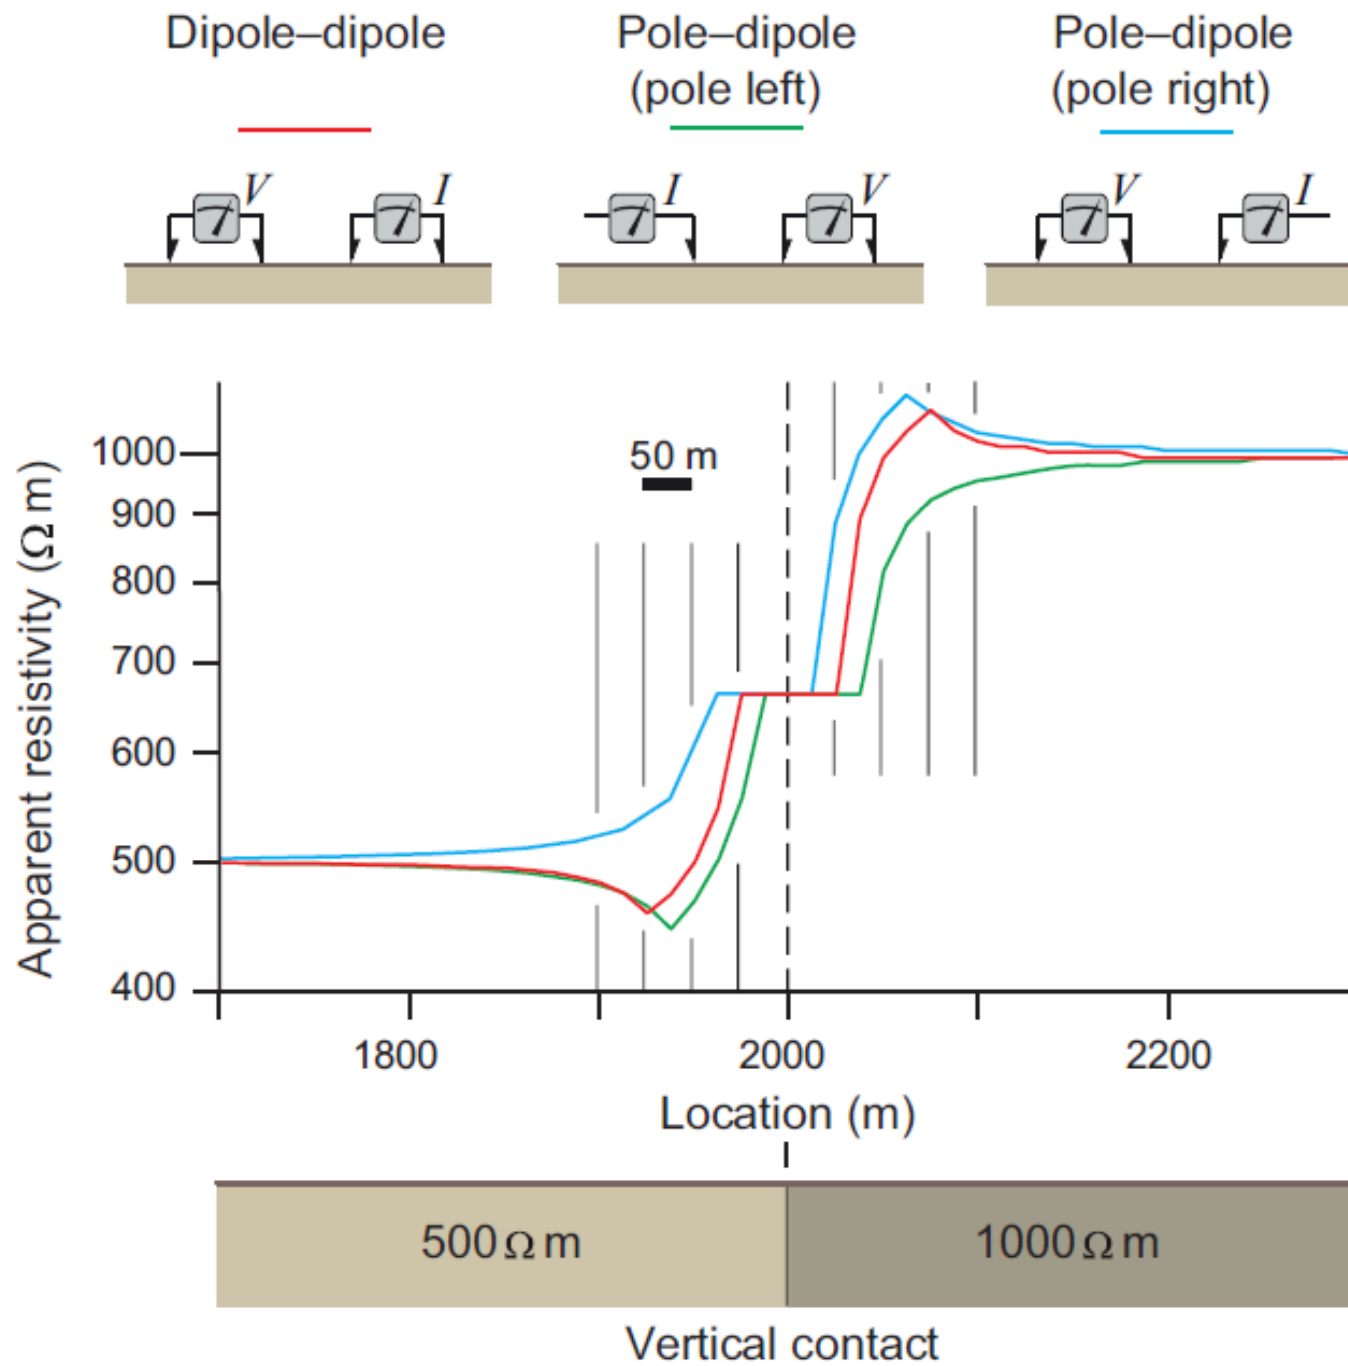 Dipole–dipole
Pole–dipole
(pole left)
Pole–dipole
(pole right)
V
I
I
V
V
I
Apparent resistivity (Ω m)
1000
900
800
700
600
500
400
50 m
1800
2000
2200
Location (m)
500 Ω m
1000 Ω m
Vertical contact